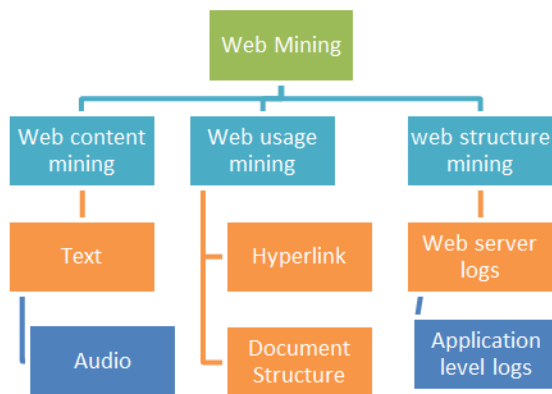 Web Mining
Web content
mining
Web usage
mining
web structure
mining
Text
Hyperlink
Web server
logs
Audio
Document
Structure
Application
level logs